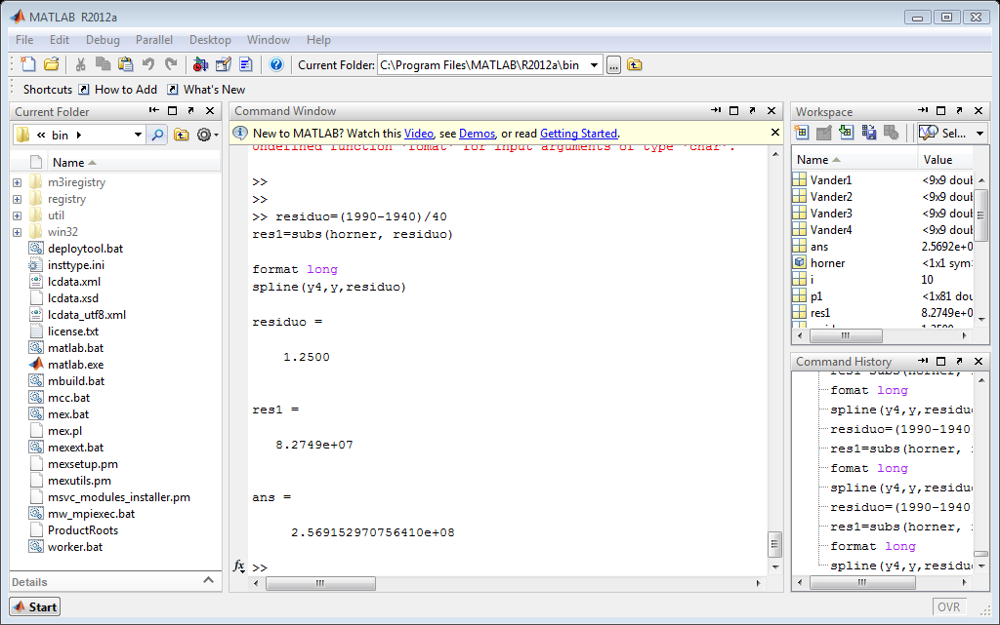 MATLAB R2012a
File Edit Debug Parallel Desktop Window Help
Current Folder: C:\Program Files\MATLAB\R2012a\bin
Shortcuts How to Add What's New
Current Folder
« bin
Name
m3iregistry
registry
util
win32
deploytool.bat
insttype.ini
lcdata.xml
lcdata.xsd
lcdata_utf8.xml
license.txt
matlab.bat
matlab.exe
mbuild.bat
mcc.bat
mex.bat
mex.pl
mexext.bat
mexsetup.pm
mexutils.pm
msvc_modules_installer.pm
mw_mpiexec.bat
ProductRoots
worker.bat
Details
Command Window
New to MATLAB? Watch this Video, see Demos, or read Getting Started.
Undefined function 'fomat' for input arguments of type 'char'.
>>
>>
>> residuo=(1990-1940)/40
res1=subs(horner, residuo)
format long
spline(y4,y,residuo)
residuo =
1.2500
res1 =
8.2749e+07
ans =
2.569152970756410e+08
fx >>
Workspace
Sel...
Name Value
Vander1 <9x9 doub
Vander2 <9x9 doub
Vander3 <9x9 doub
Vander4 <9x9 doub
ans 2.5692e+0
horner <1x1 sym>
i 10
p1 <1x81 dou
res1 8.2749e+0
Command History
res1=subs(horner,
fomat long
spline(y4,y,residu
residuo=(1990-1940
res1=subs(horner,
fomat long
spline(y4,y,residu
residuo=(1990-1940
res1=subs(horner,
format long
spline(y4,y,residu
Start
OVR